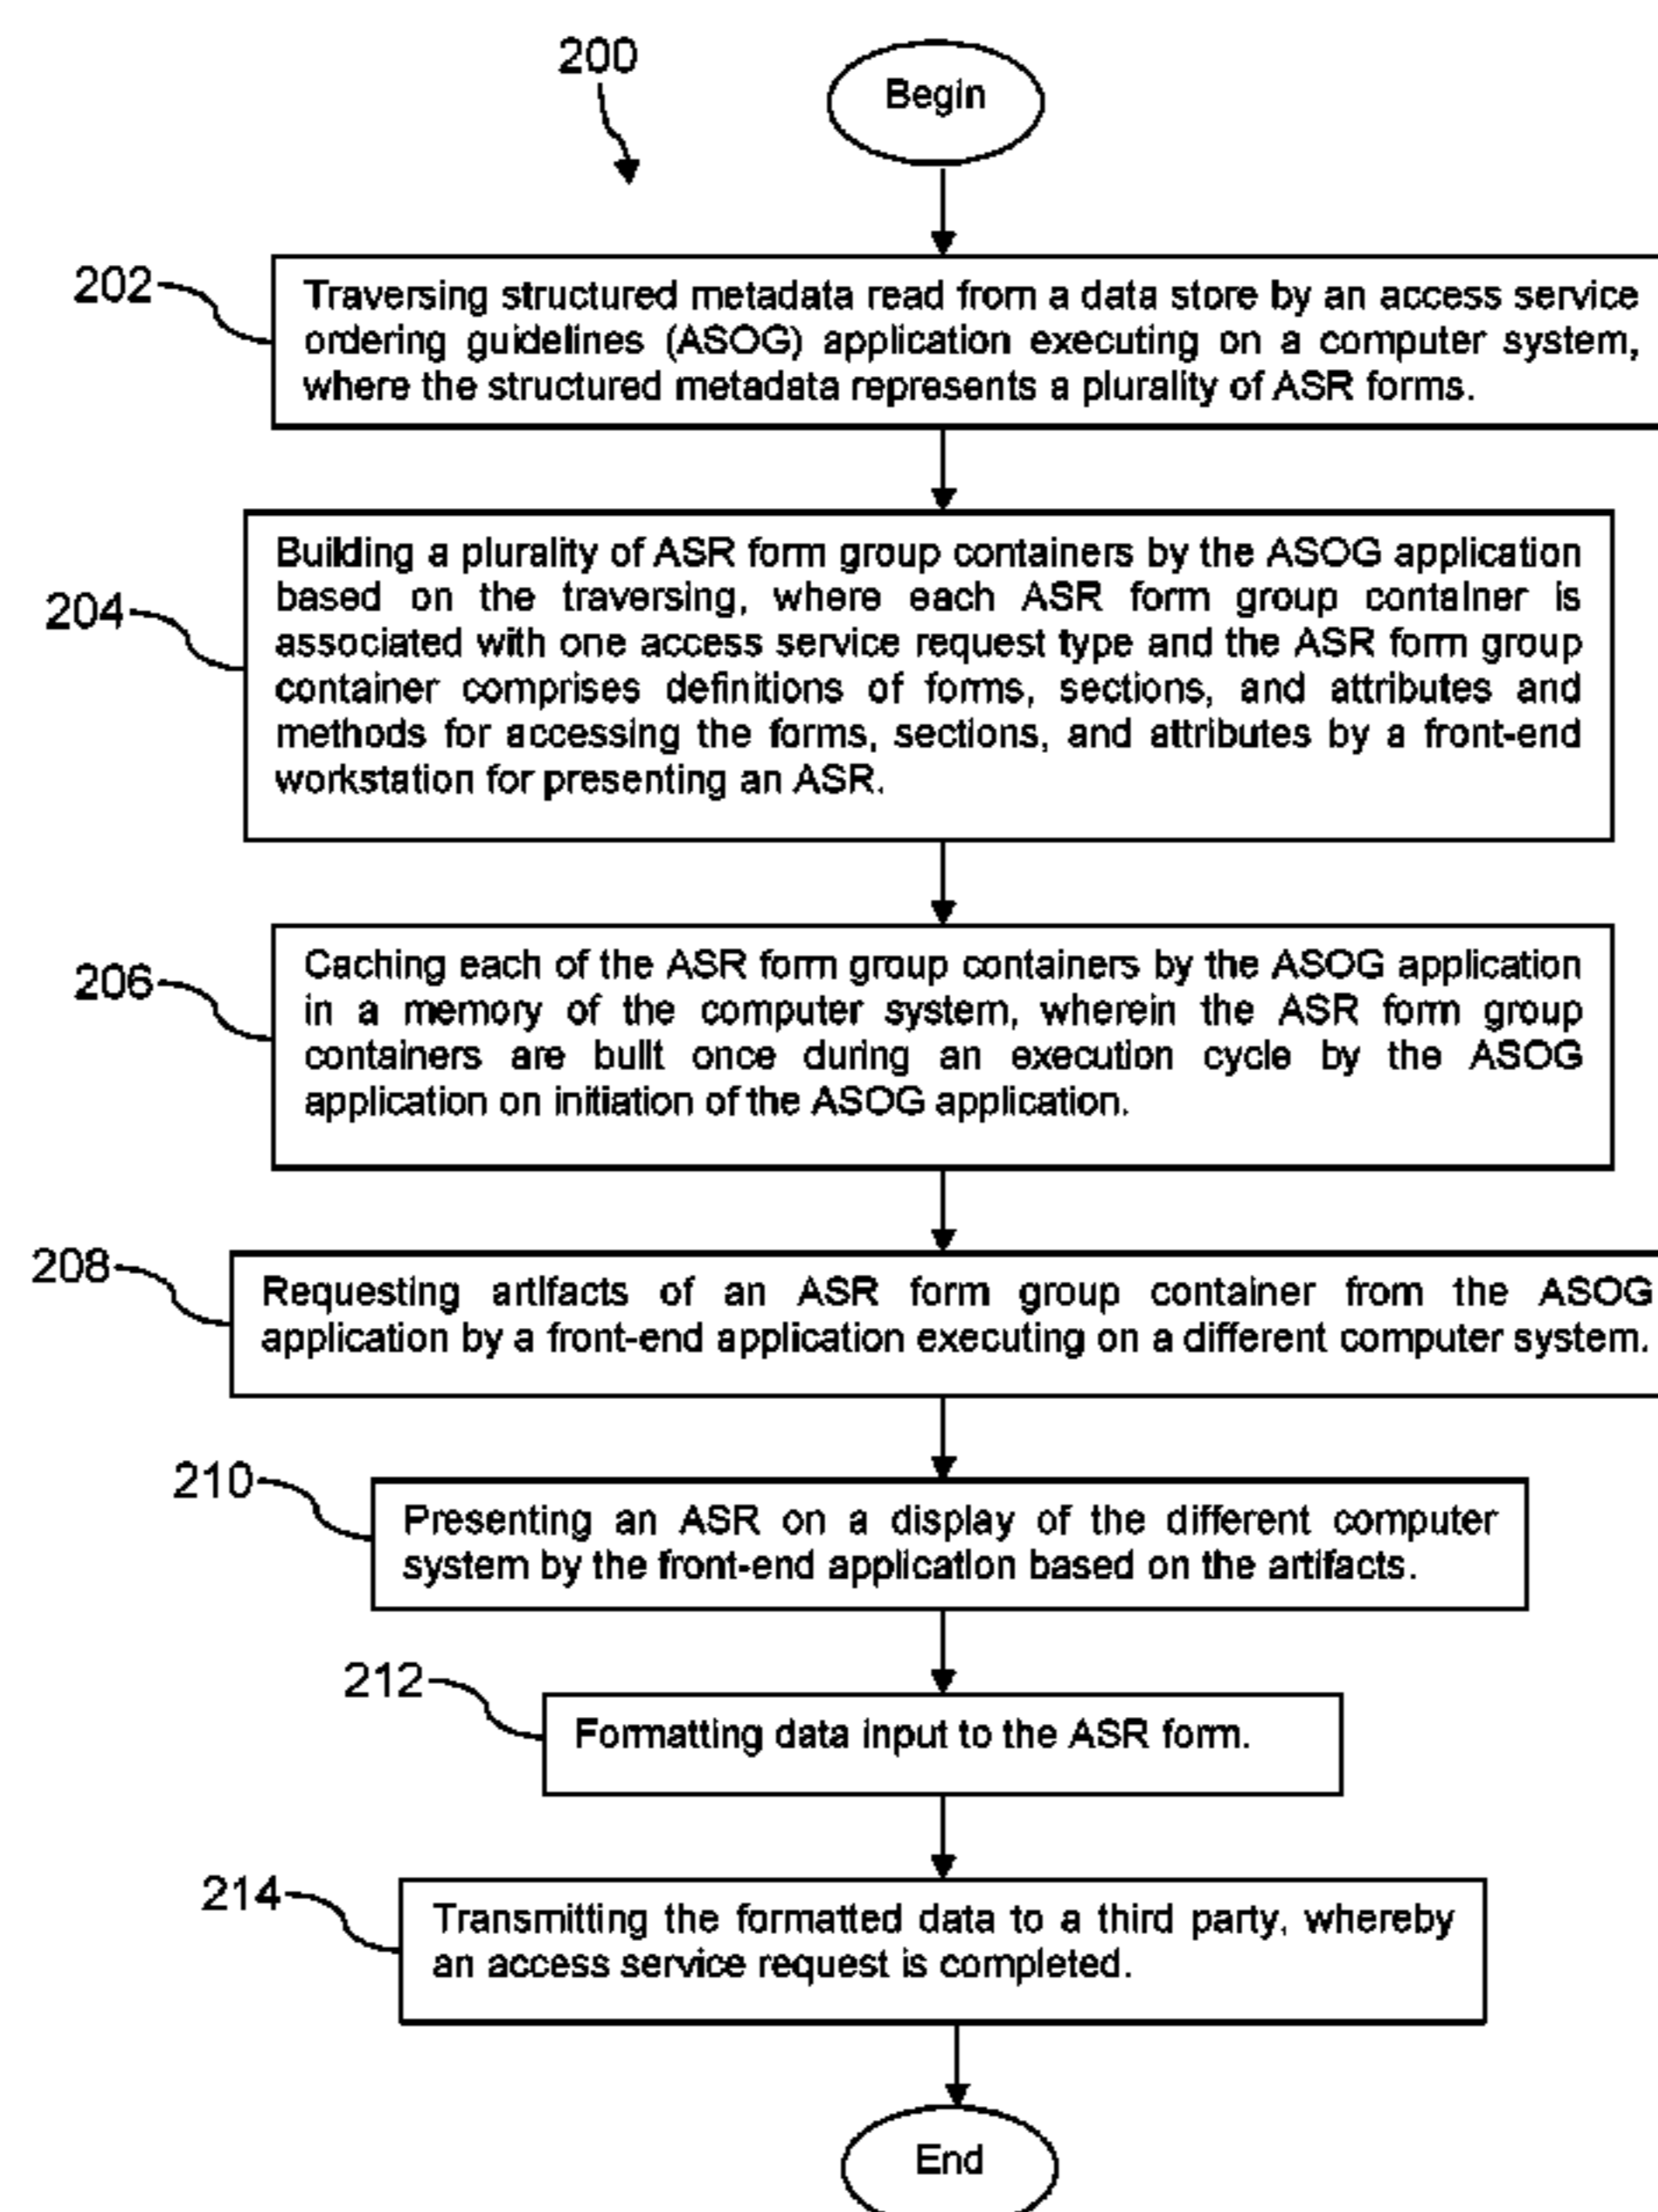 200
Begin
202
Traversing structured metadata read from a data store by an access service
ordering guidelines (ASOG) application executing on a computer system,
where the structured metadata represents a plurality of ASR forms.
204
Building a plurality of ASR form group containers by the ASOG application
based on the traversing, where each ASR form group container is
associated with one access service request type and the ASR form group
container comprises definitions of forms, sections, and attributes and
methods for accessing the forms, sections, and attributes by a front-end
workstation for presenting an ASR.
206
Caching each of the ASR form group containers by the ASOG application
in a memory of the computer system, wherein the ASR form group
containers are built once during an execution cycle by the ASOG
application on initiation of the ASOG application.
208
Requesting artifacts of an ASR form group container from the ASOG
application by a front-end application executing on a different computer system.
210
Presenting an ASR on a display of the different computer
system by the front-end application based on the artifacts.
212
Formatting data input to the ASR form.
214
Transmitting the formatted data to a third party, whereby
an access service request is completed.
End